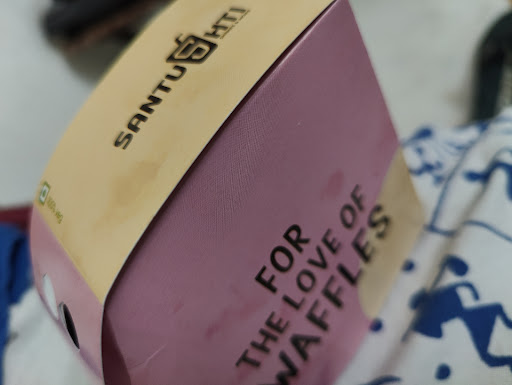 SANTUSHTI
FOR
THE LOVE OF
WAFFLES